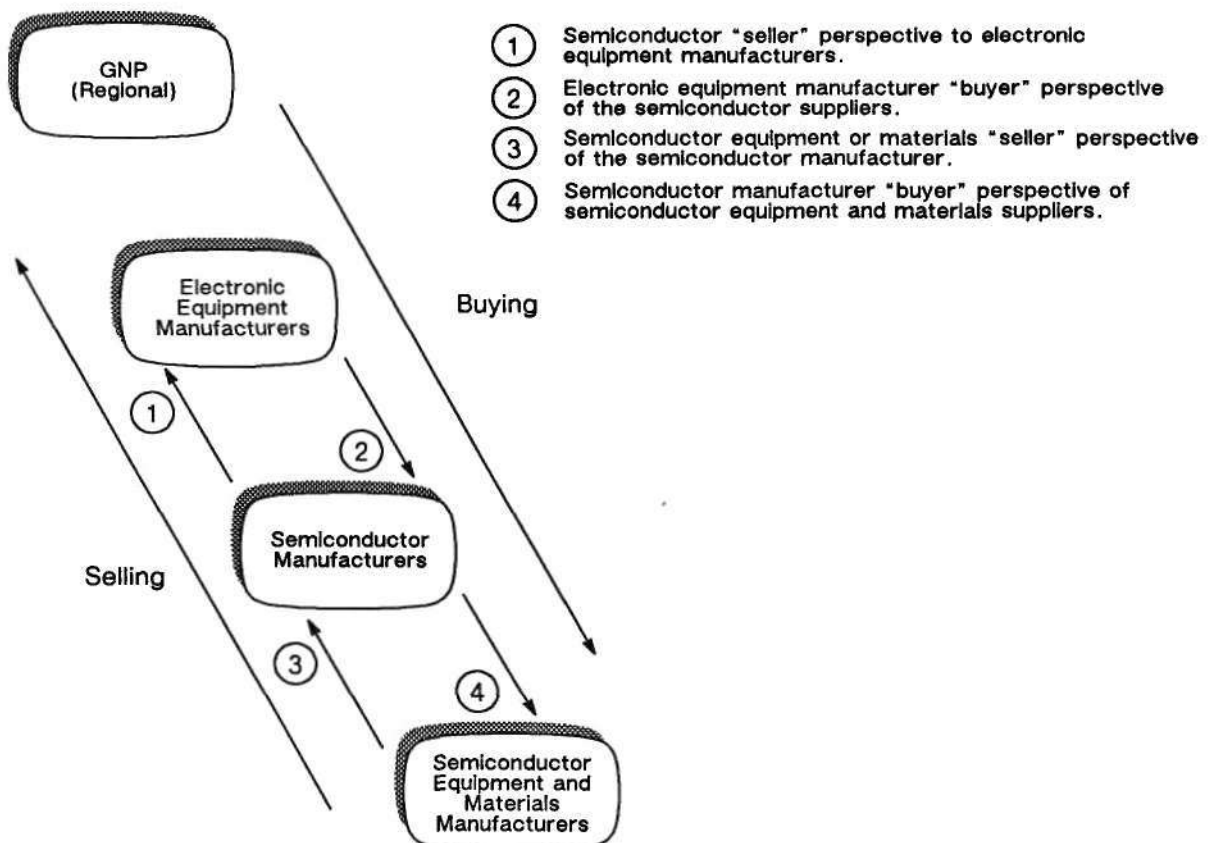 GNP
(Regional)
1 Semiconductor "seller" perspective to electronic
equipment manufacturers.
2 Electronic equipment manufacturer "buyer" perspective
of the semiconductor suppliers.
3 Semiconductor equipment or materials "seller" perspective
of the semiconductor manufacturer.
4 Semiconductor manufacturer "buyer" perspective of
semiconductor equipment and materials suppliers.
Electronic
Equipment
Manufacturers
Buying
1
2
Semiconductor
Manufacturers
Selling
3
4
Semiconductor
Equipment and
Materials
Manufacturers